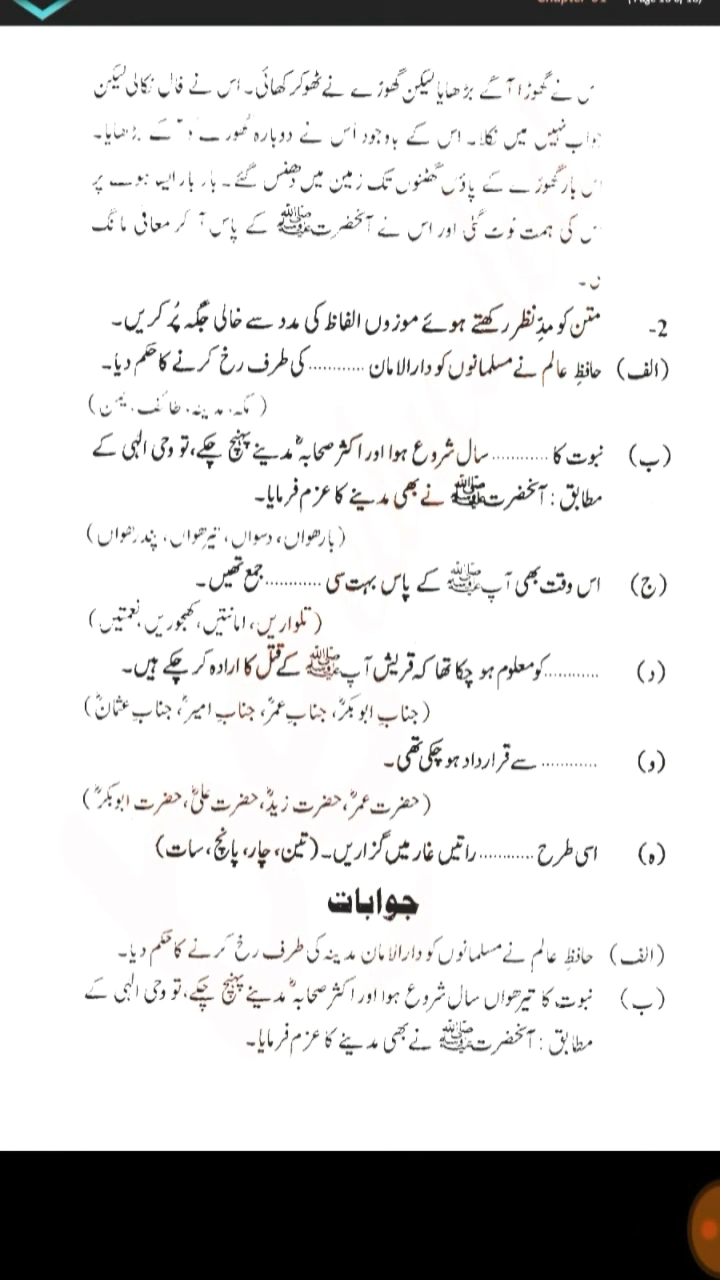 نے گھوڑا آگے بڑھایا لیکن گھوڑے نے ٹھوکر کھائی۔ اس نے فال نکالی لیکن
جواب نہیں میں نکلا۔ اس کے باوجود اس نے دوبارہ بڑھایا۔
اس بار گھوڑے کے پاؤں گھٹنوں تک زمین میں دھنس گئے۔ بار بار ایسا ہونے پر
اس کی ہمت ٹوٹ گئی اور اس نے آنحضرت ﷺ کے پاس آ کر معافی مانگ
لی۔
2- متن کو مدِّنظر رکھتے ہوئے موزوں الفاظ کی مدد سے خالی جگہ پُر کریں۔
(الف) حافظِ عالم نے مسلمانوں کو دارالامان ........... کی طرف رخ کرنے کا حکم دیا۔
(مکہ، مدینہ، طائف، یمن)
(ب) نبوت کا ........... سال شروع ہوا اور اکثر صحابہؓ مدینے پہنچ چکے، تو وحی الٰہی کے
مطابق: آنحضرت ﷺ نے بھی مدینے کا عزم فرمایا۔
(بارھواں، دسواں، تیرھواں، پندرھواں)
(ج) اس وقت بھی آپ ﷺ کے پاس بہت سی ........... جمع تھیں۔
(تلواریں، امانتیں، کھجوریں، نعمتیں)
(د) ........... کو معلوم ہو چکا تھا کہ قریش آپ ﷺ کے قتل کا ارادہ کر چکے ہیں۔
(جنابِ ابوبکرؓ، جنابِ عمرؓ، جنابِ امیرؓ، جنابِ عثمانؓ)
(و) ........... سے قرارداد ہو چکی تھی۔
(حضرت عمرؓ، حضرت زیدؓ، حضرت علیؓ، حضرت ابوبکرؓ)
(ہ) اسی طرح ........... راتیں غار میں گزاریں۔ (تین، چار، پانچ، سات)
جوابات
(الف) حافظِ عالم نے مسلمانوں کو دارالامان مدینہ کی طرف رخ کرنے کا حکم دیا۔
(ب) نبوت کا تیرھواں سال شروع ہوا اور اکثر صحابہؓ مدینے پہنچ چکے، تو وحی الٰہی کے
مطابق: آنحضرت ﷺ نے بھی مدینے کا عزم فرمایا۔